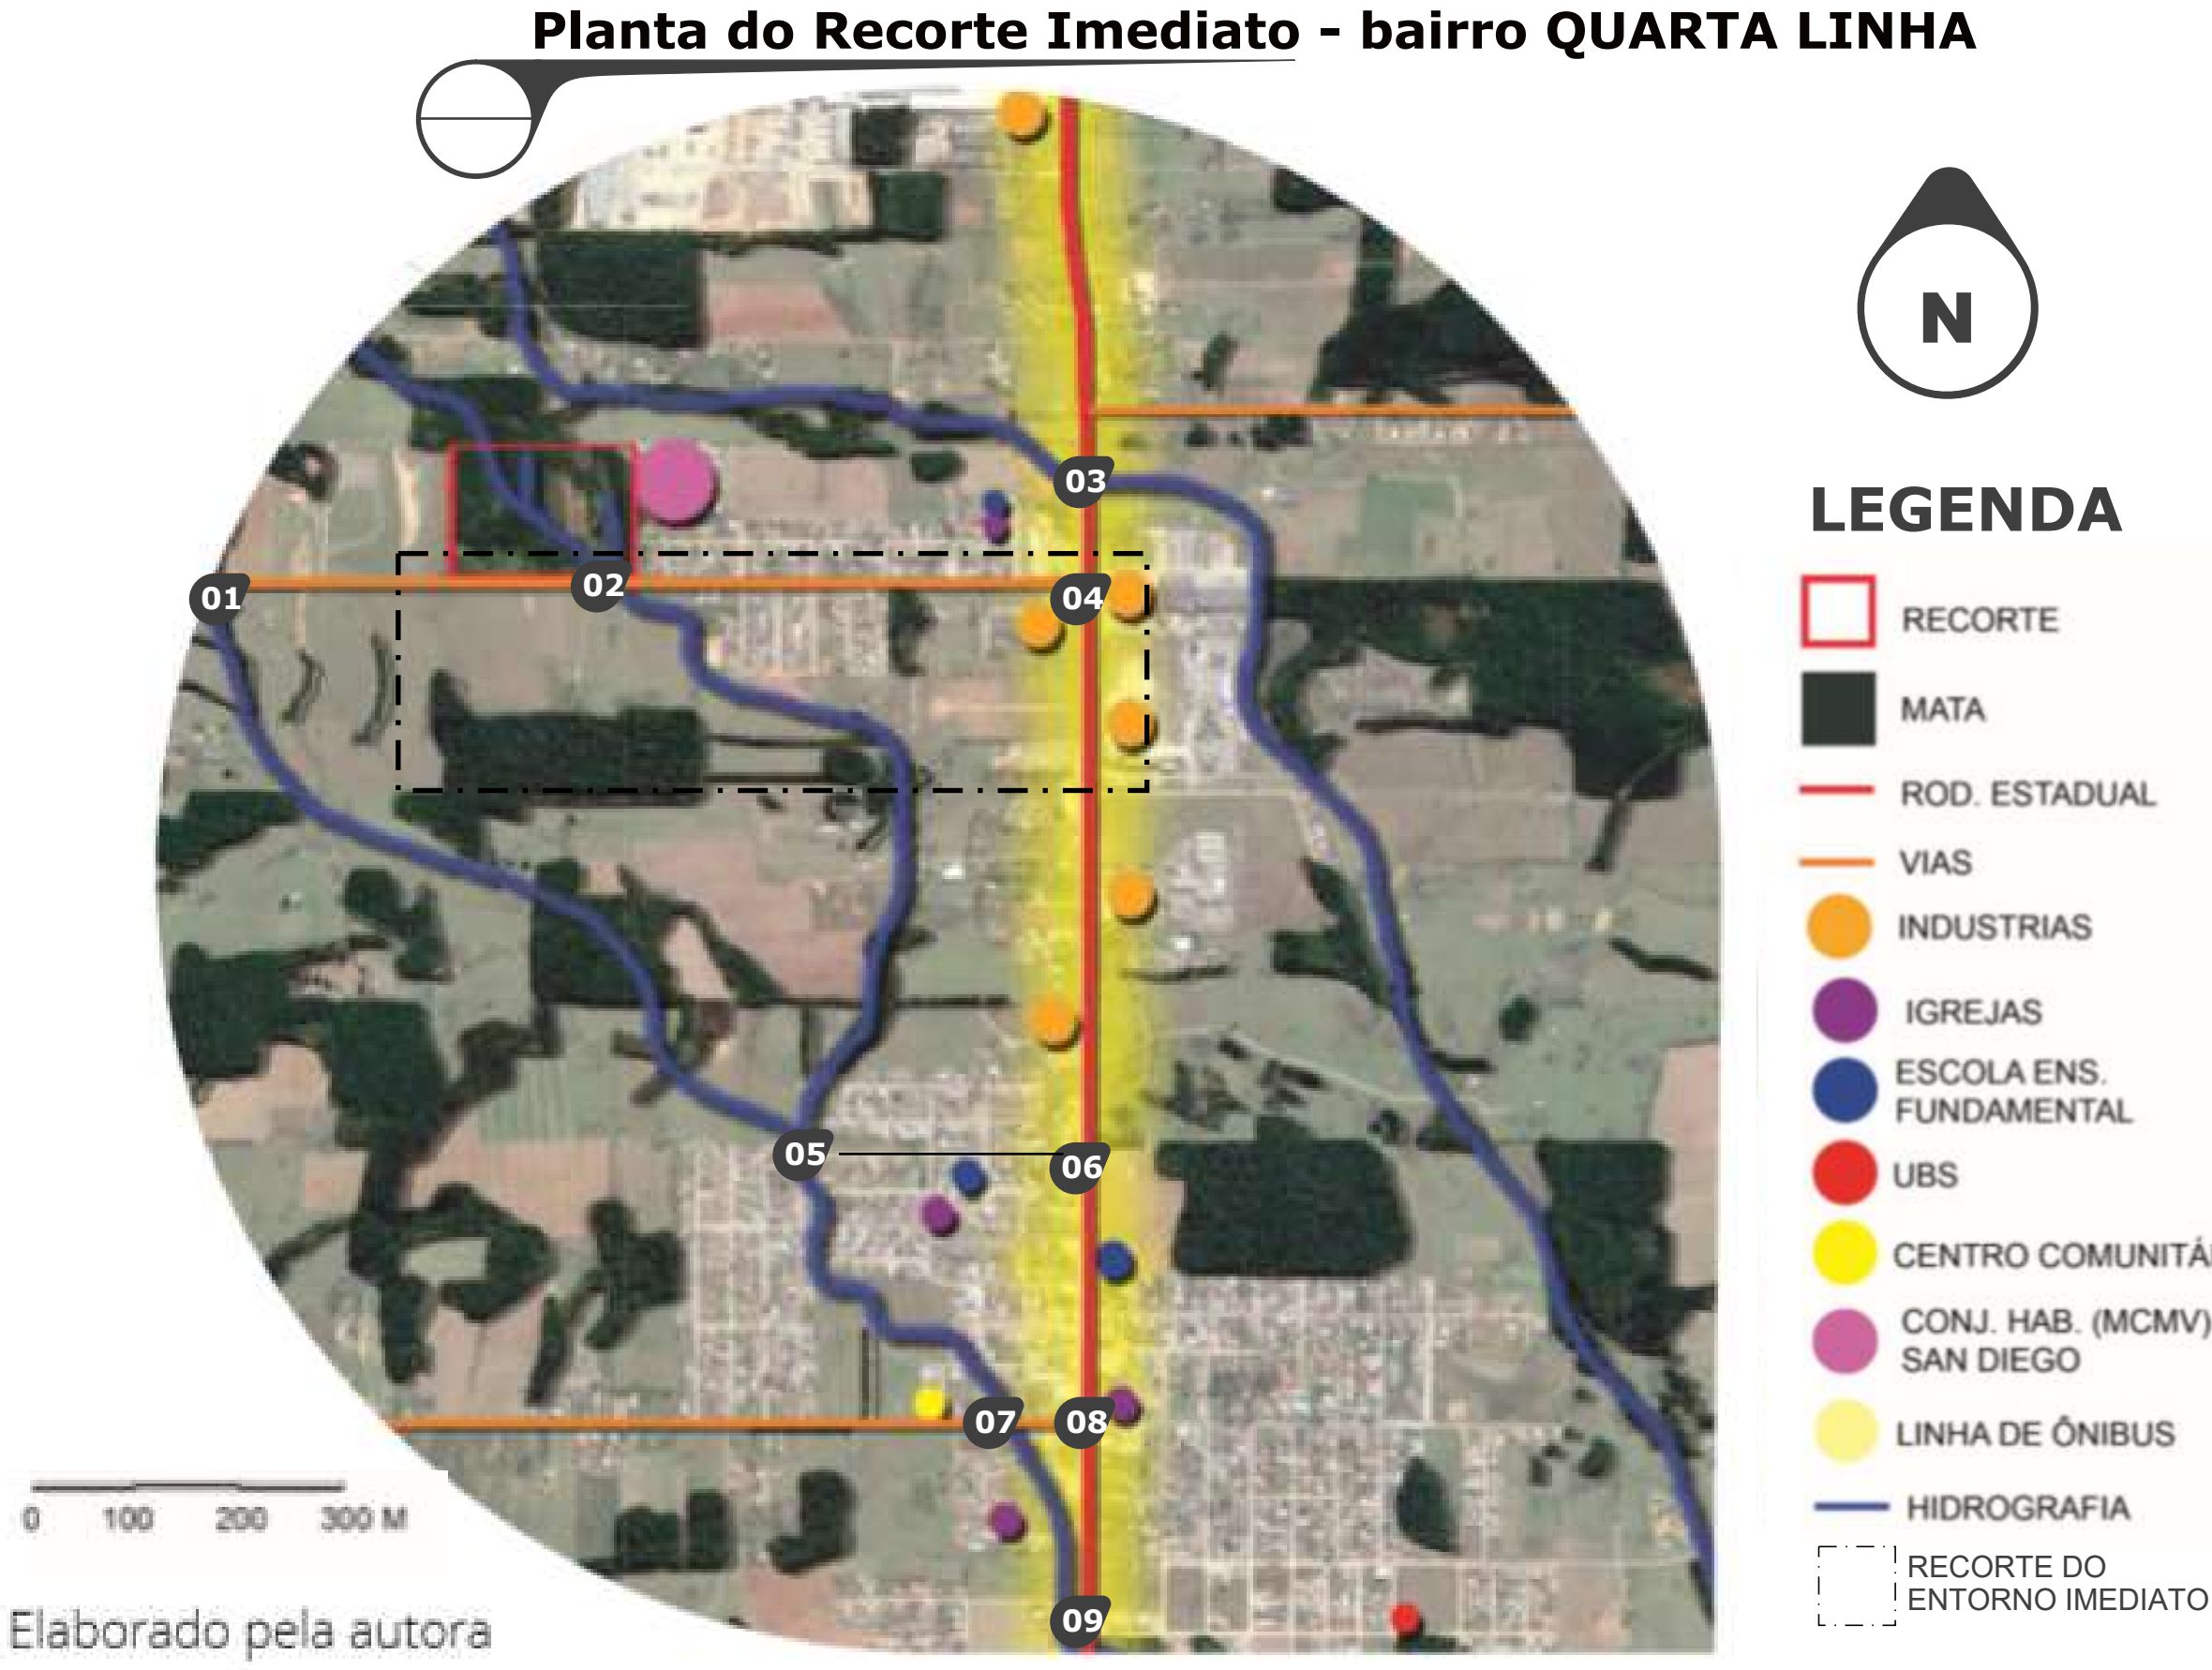 Planta do Recorte Imediato - bairro QUARTA LINHA
N
03
01
02
04
05
06
07
08
09
LEGENDA
RECORTE
MATA
ROD. ESTADUAL
VIAS
INDUSTRIAS
IGREJAS
ESCOLA ENS.
FUNDAMENTAL
UBS
CENTRO COMUNITÁ
CONJ. HAB. (MCMV)
SAN DIEGO
LINHA DE ÔNIBUS
HIDROGRAFIA
RECORTE DO
ENTORNO IMEDIATO
0 100 200 300 M
Elaborado pela autora